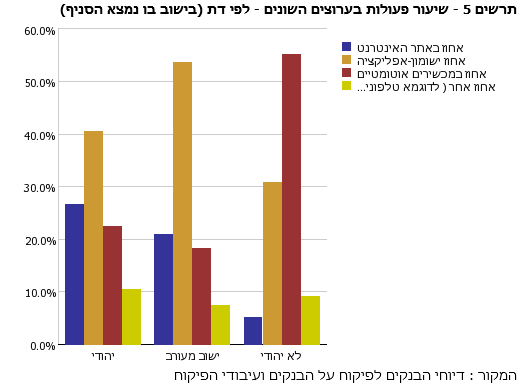 תרשים 5 - שיעור פעולות בערוצים השונים - לפי דת (בישוב בו נמצא הסניף)
60.0%
50.0%
40.0%
30.0%
20.0%
10.0%
0.0%
יהודי
ישוב מעורב
לא יהודי
אחוז באתר האינטרנט
אחוז ישומון-אפליקציה
אחוז במכשירים אוטומטיים
אחוז אחר ( לדוגמא טלפוני...
המקור : דיווחי הבנקים לפיקוח על הבנקים ועיבודי הפיקוח